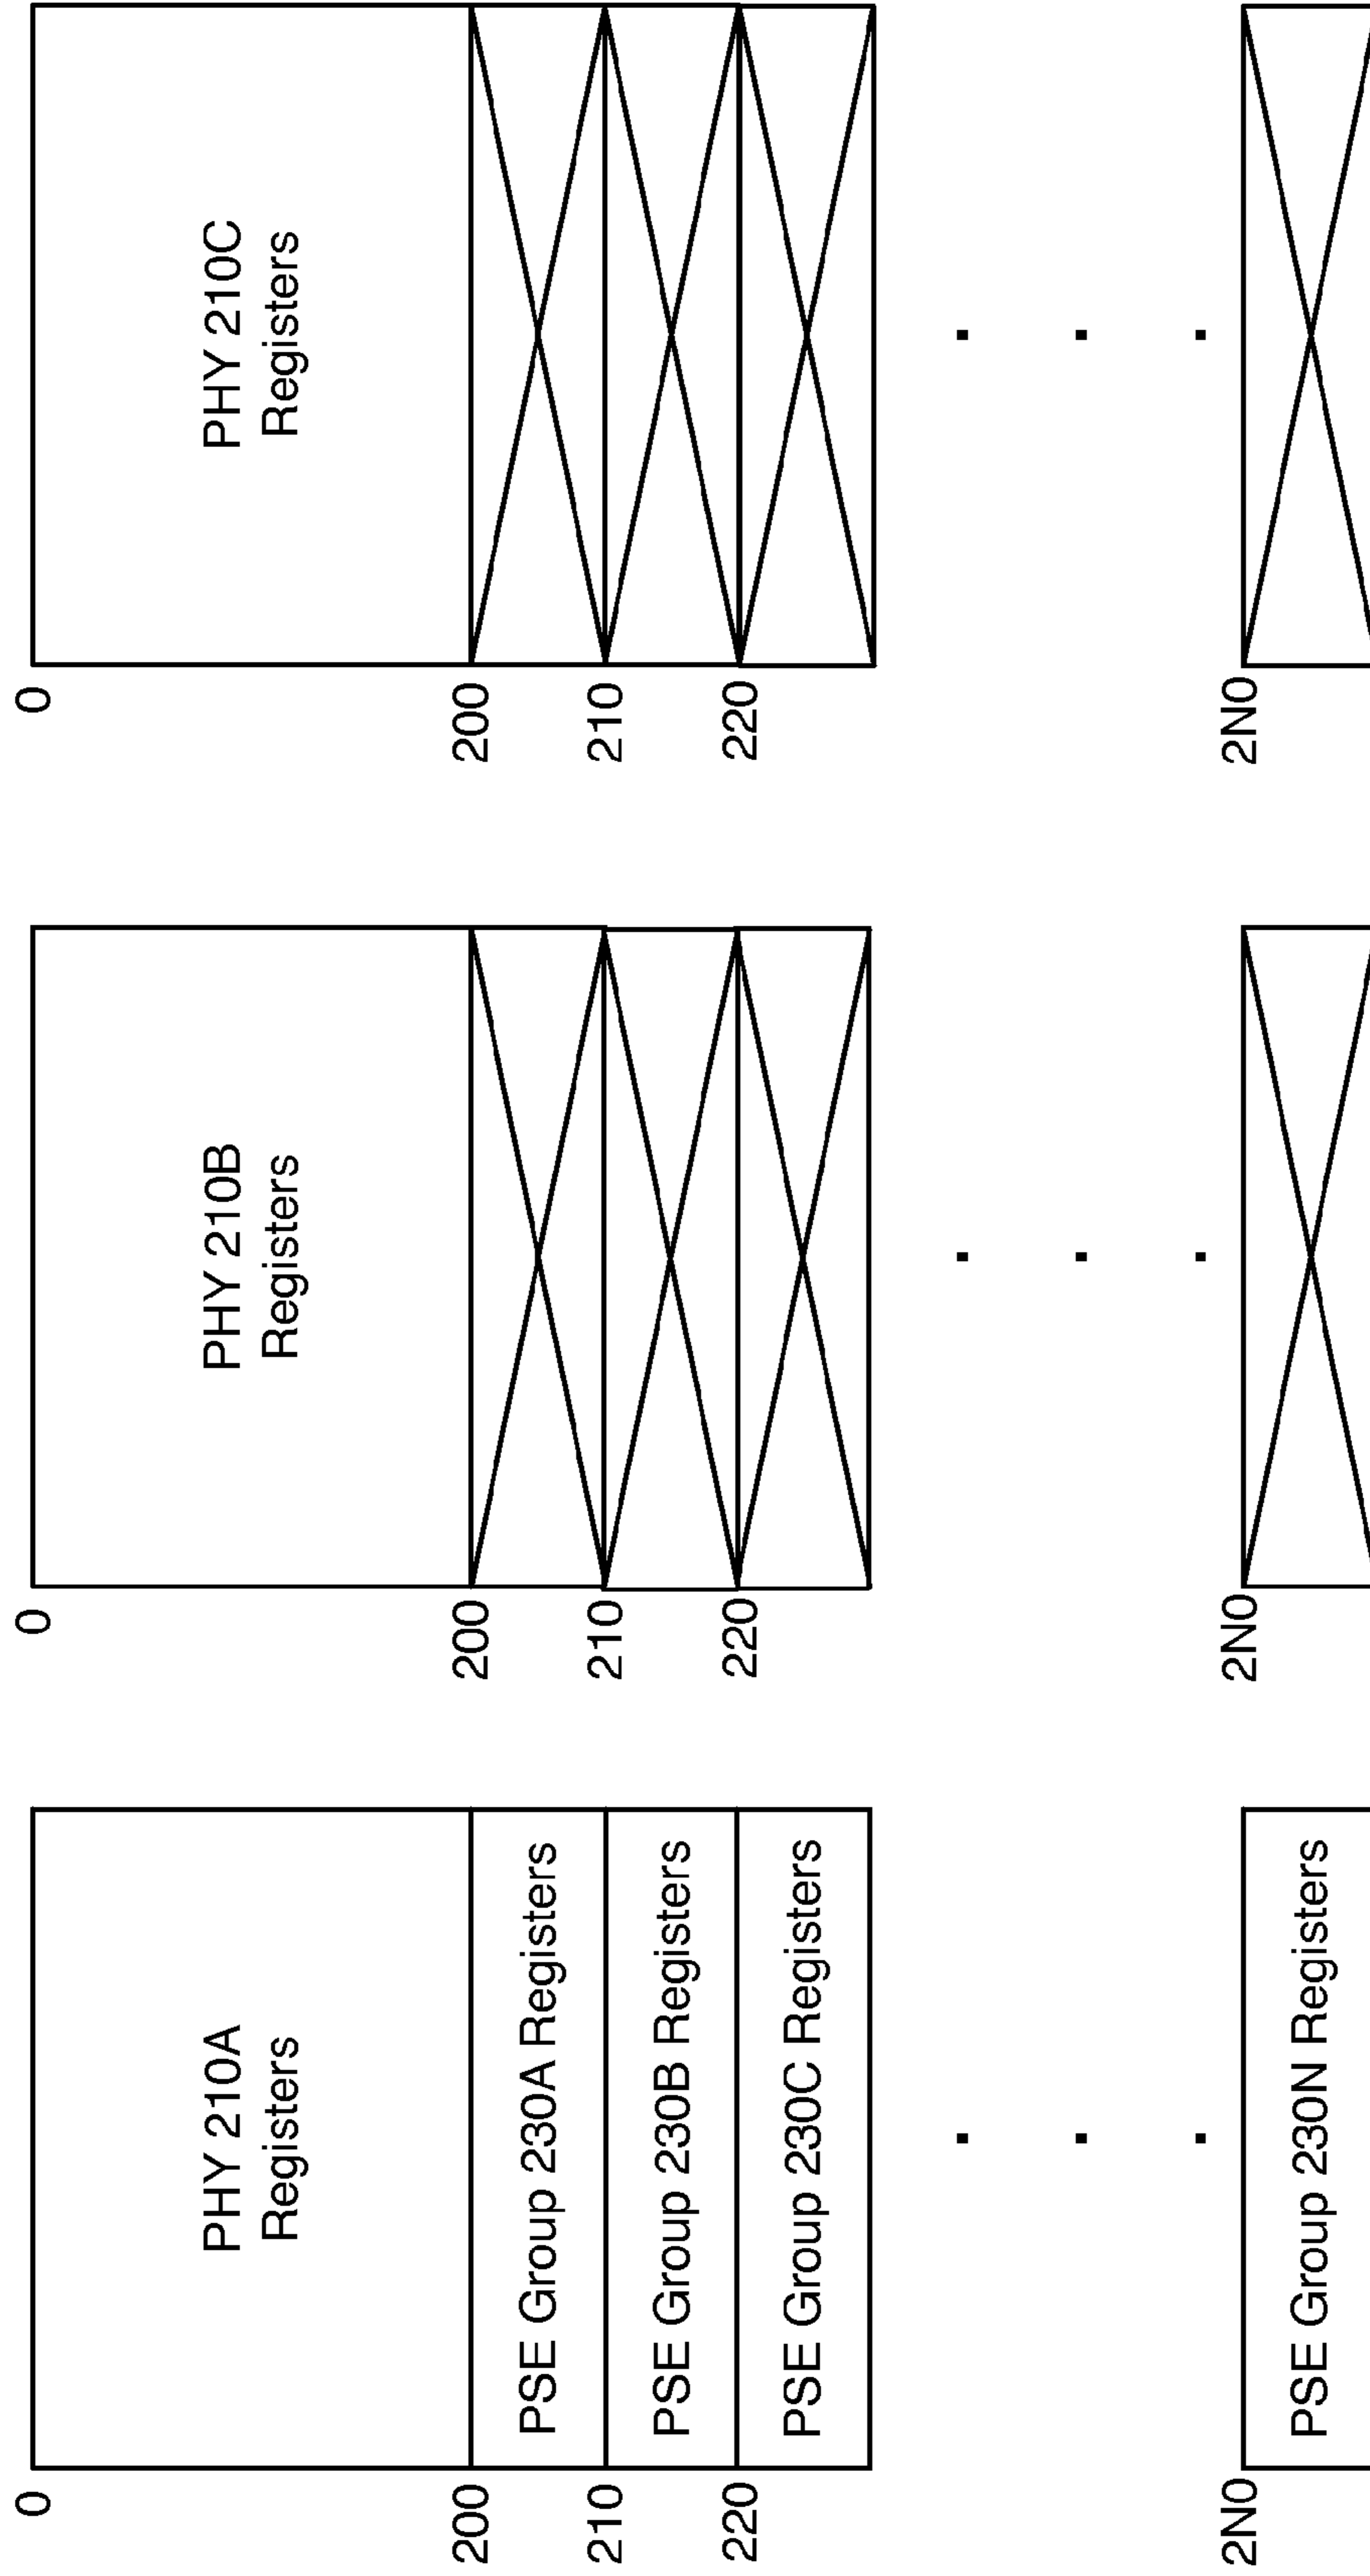 0
PHY 210A
Registers
200
PSE Group 230A Registers
210
PSE Group 230B Registers
220
PSE Group 230C Registers
2N0
PSE Group 230N Registers
0
PHY 210B
Registers
200
210
220
2N0
0
PHY 210C
Registers
200
210
220
2N0